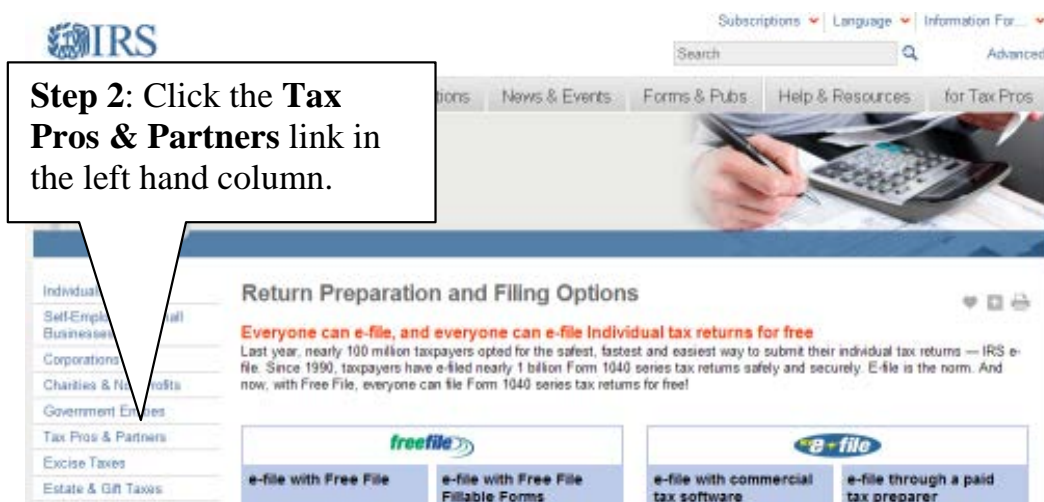 Subscriptions Language Information For...
IRS
Search Advanced
Step 2: Click the Tax
Pros & Partners link in
the left hand column.
News & Events Forms & Pubs Help & Resources for Tax Pros
Return Preparation and Filing Options
Everyone can e-file, and everyone can e-file Individual tax returns for free
Last year, nearly 100 million taxpayers opted for the safest, fastest and easiest way to submit their individual tax returns — IRS e-
file. Since 1990, taxpayers have e-filed nearly 1 billion Form 1040 series tax returns safely and securely. E-file is the norm. And
now, with Free File, everyone can file Form 1040 series tax returns for free!
Businesses
Corporations
Charities &
Government
Tax Pros & Partners
Excise Taxes
Estate & Gift Taxes
freefile
e-file with Free File
e-file with Free File
Fillable Forms
e-file
e-file with commercial
tax software
e-file through a paid
tax preparer